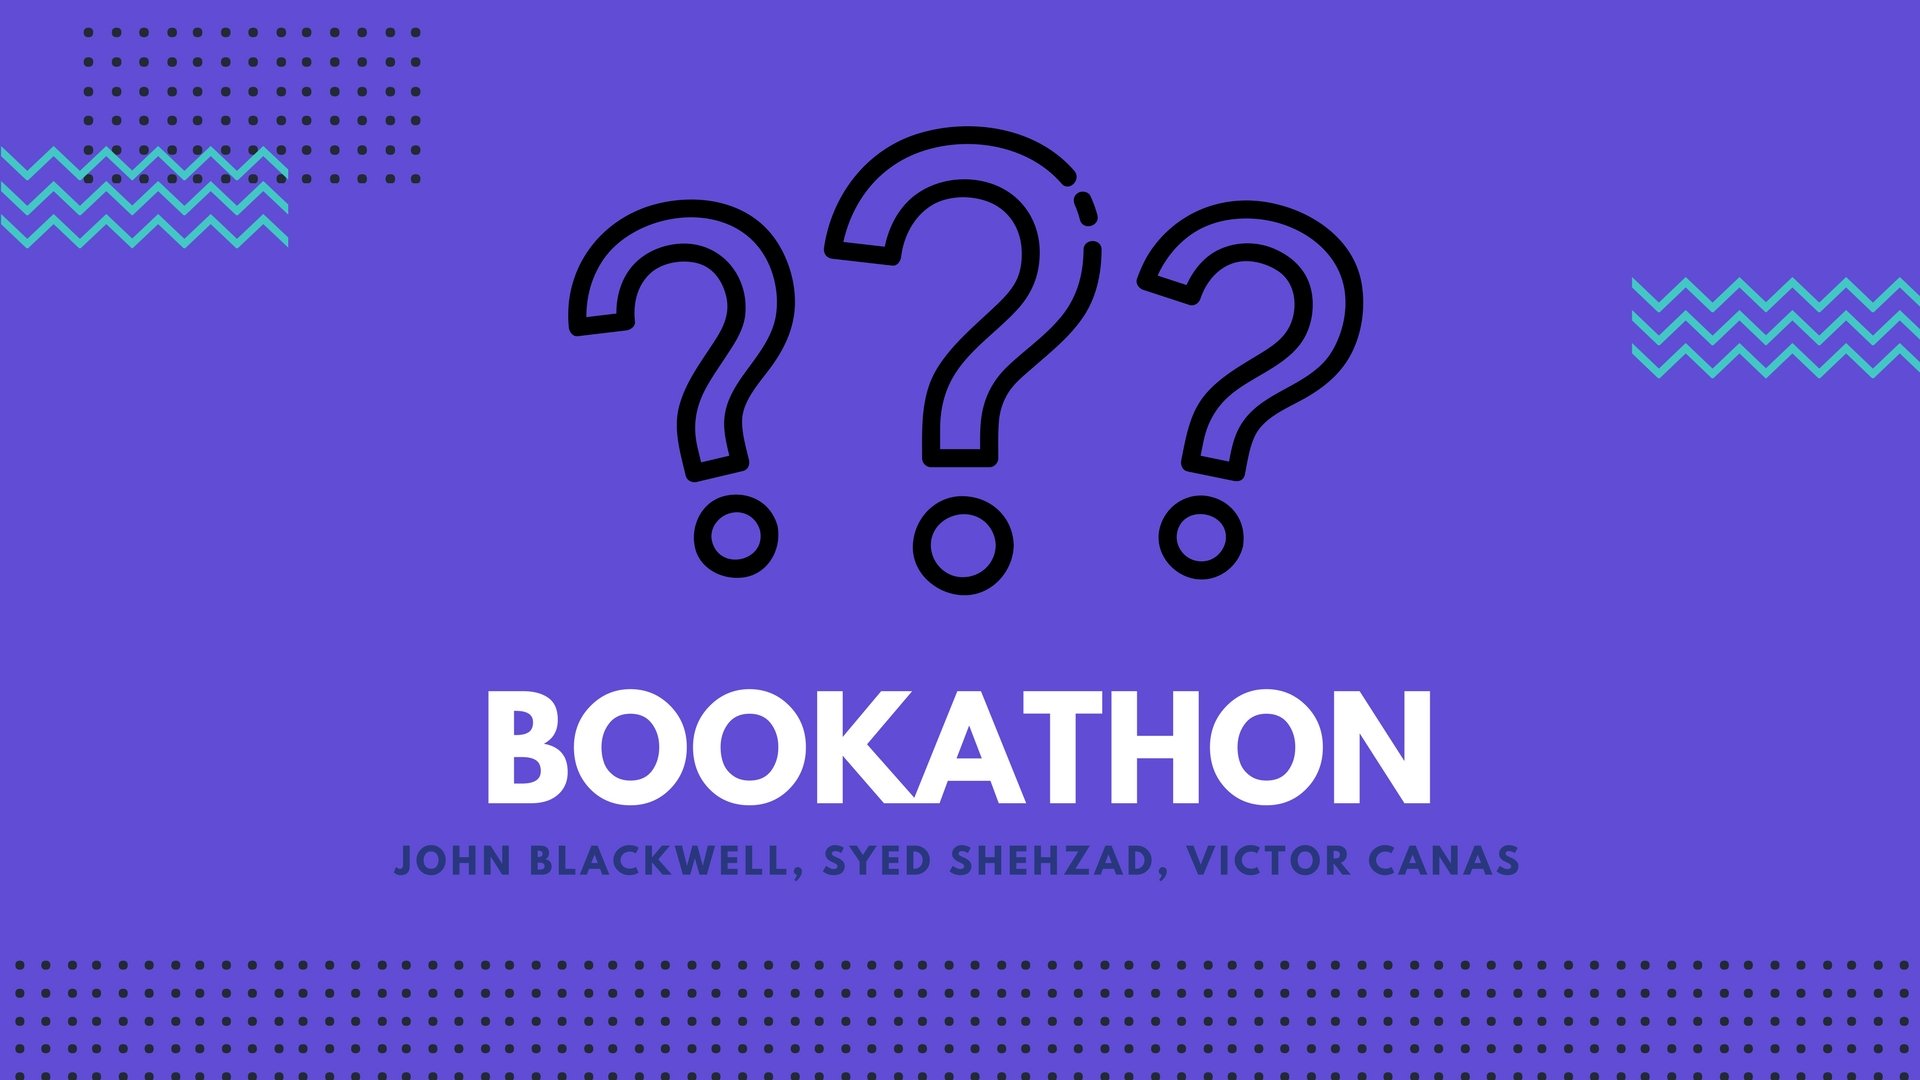 ???
BOOKATHON
JOHN BLACKWELL, SYED SHEHZAD, VICTOR CANAS